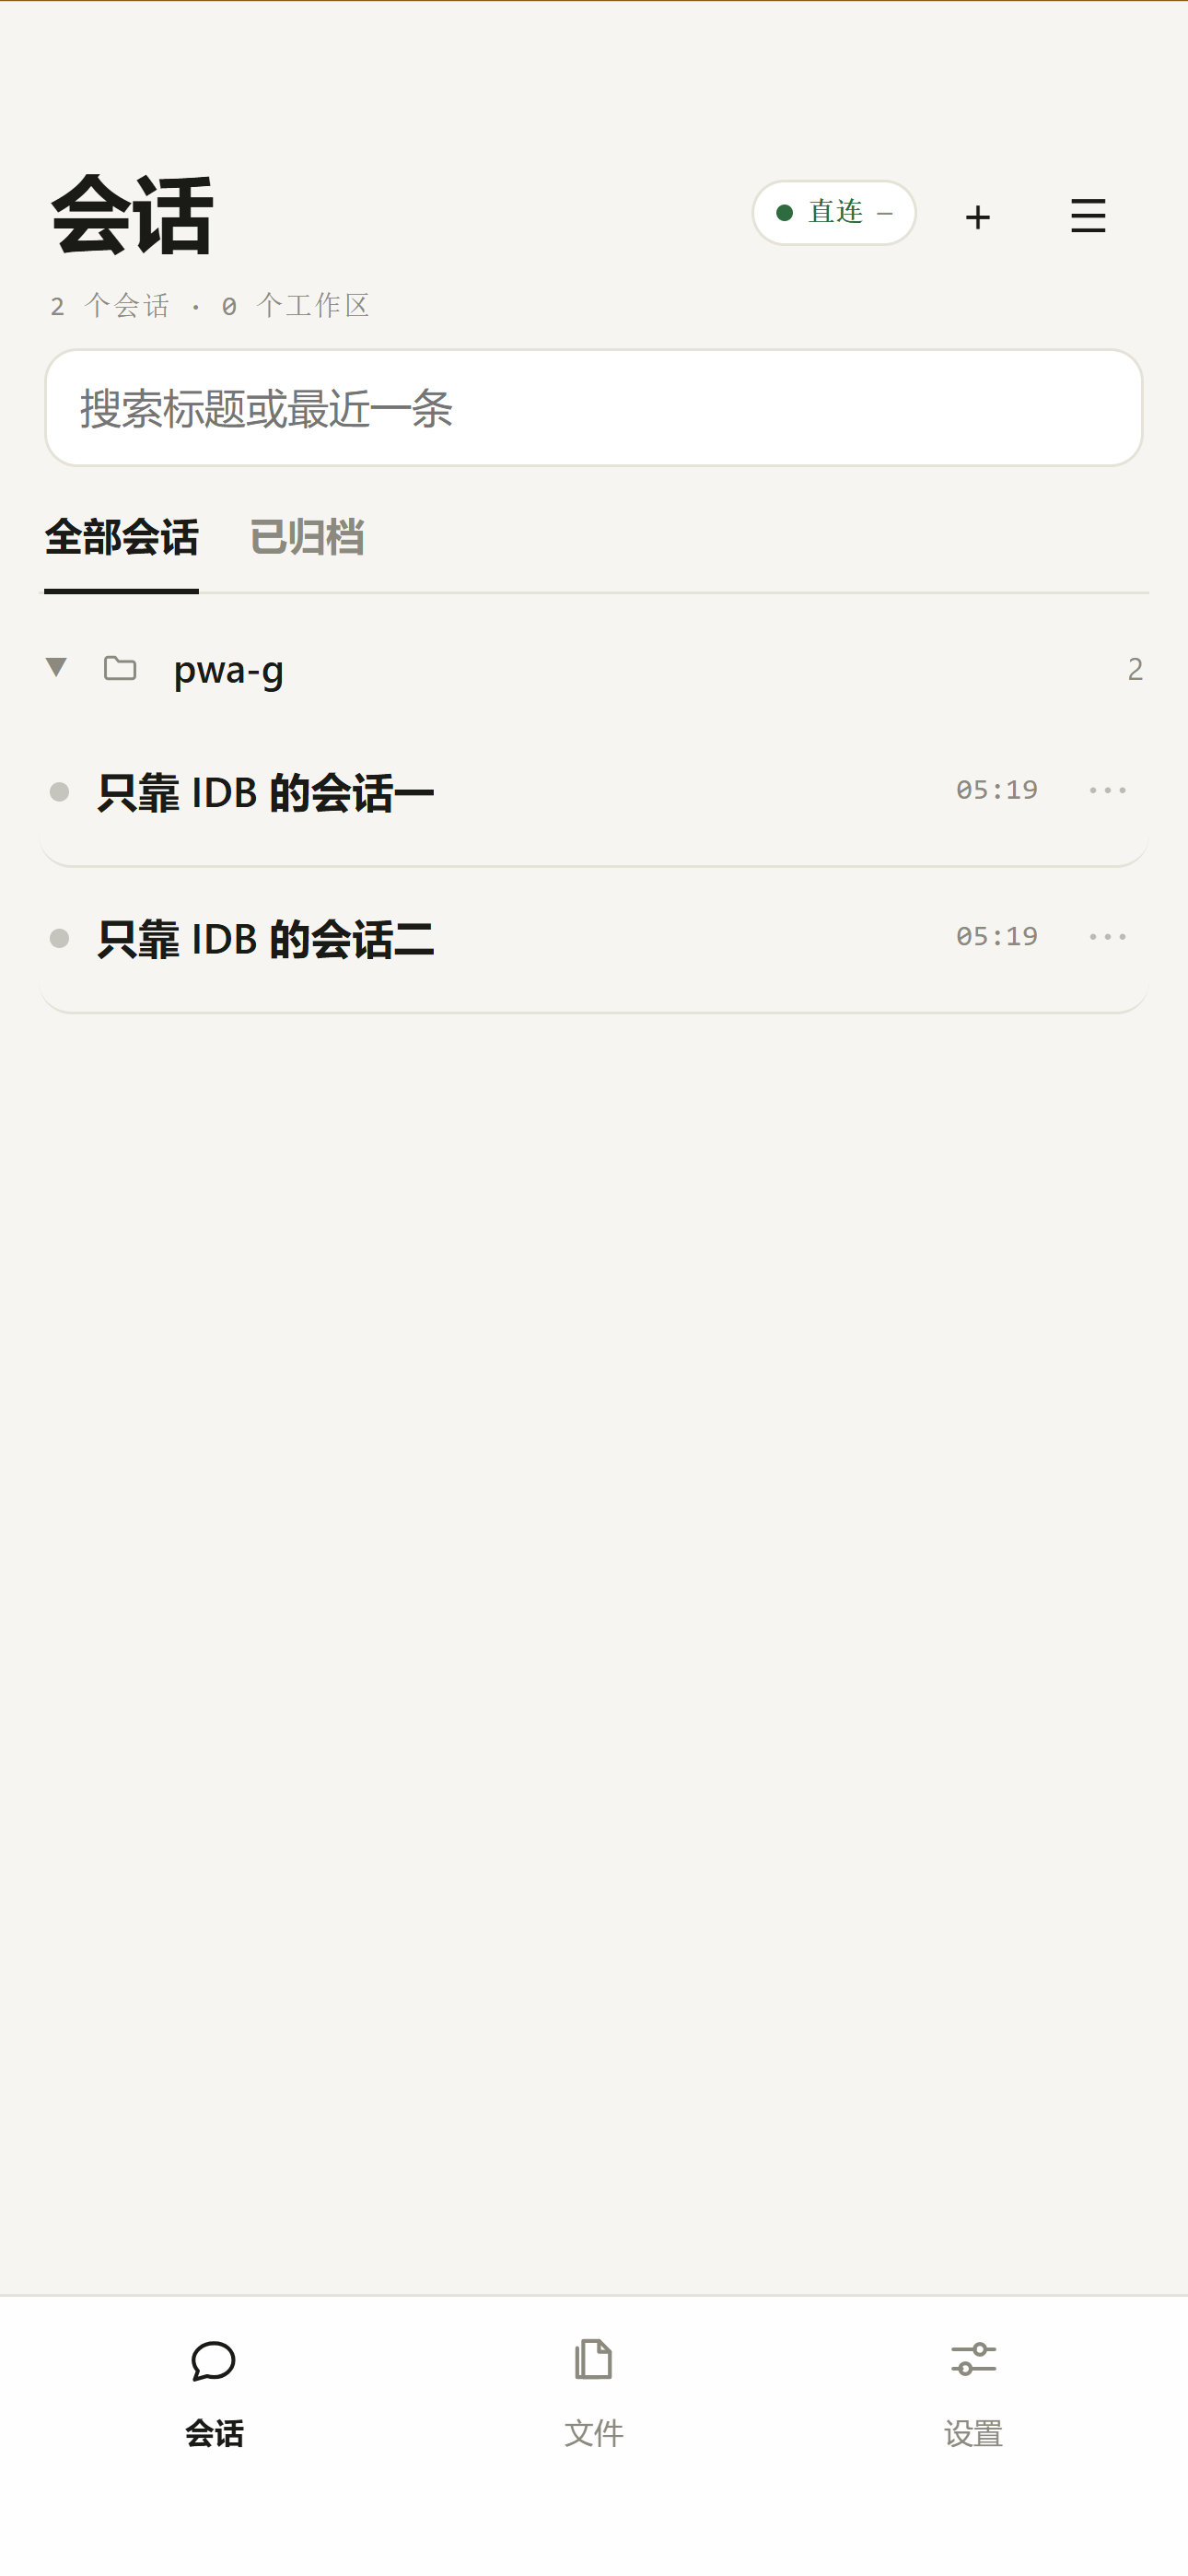 会话
直连 —
2 个会话 · 0 个工作区
搜索标题或最近一条
全部会话 已归档
pwa-g 2
只靠 IDB 的会话一 05:19
只靠 IDB 的会话二 05:19
会话 文件 设置